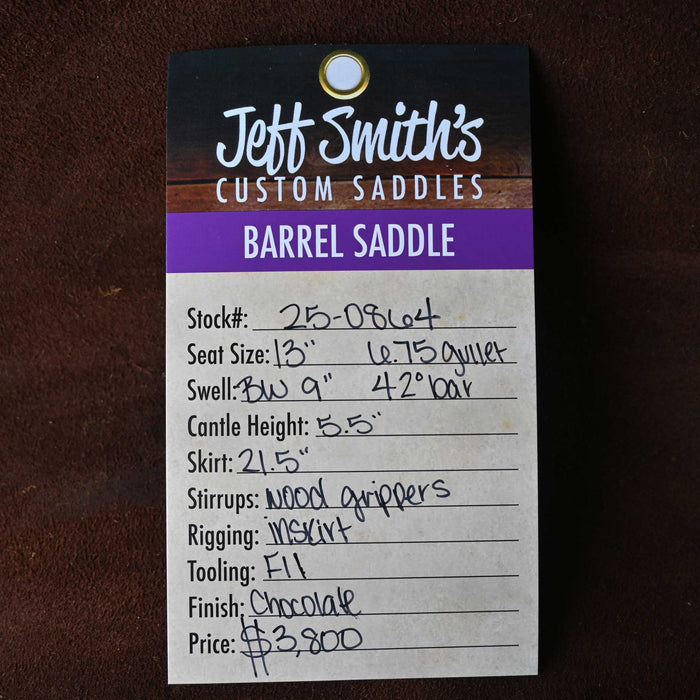 Jeff Smith's
CUSTOM SADDLES
BARREL SADDLE
Stock#: 25-0864
Seat Size: 13" 6.75 gullet
Swell: BW 9" 42° bar
Cantle Height: 5.5"
Skirt: 21.5"
Stirrups: wood grippers
Rigging: inskirt
Tooling: F11
Finish: Chocolate
Price: $3,800